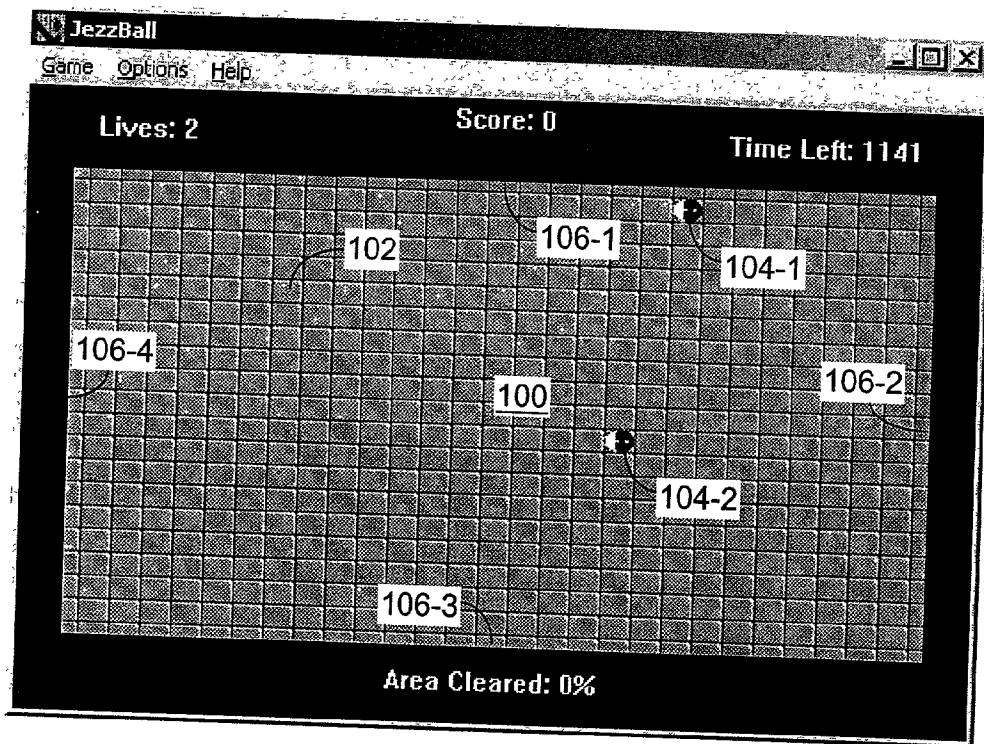 JezzBall
Game Options Help
Lives: 2
Score: 0
Time Left: 1141
106-1
102
104-1
106-4
106-2
100
104-2
106-3
Area Cleared: 0%